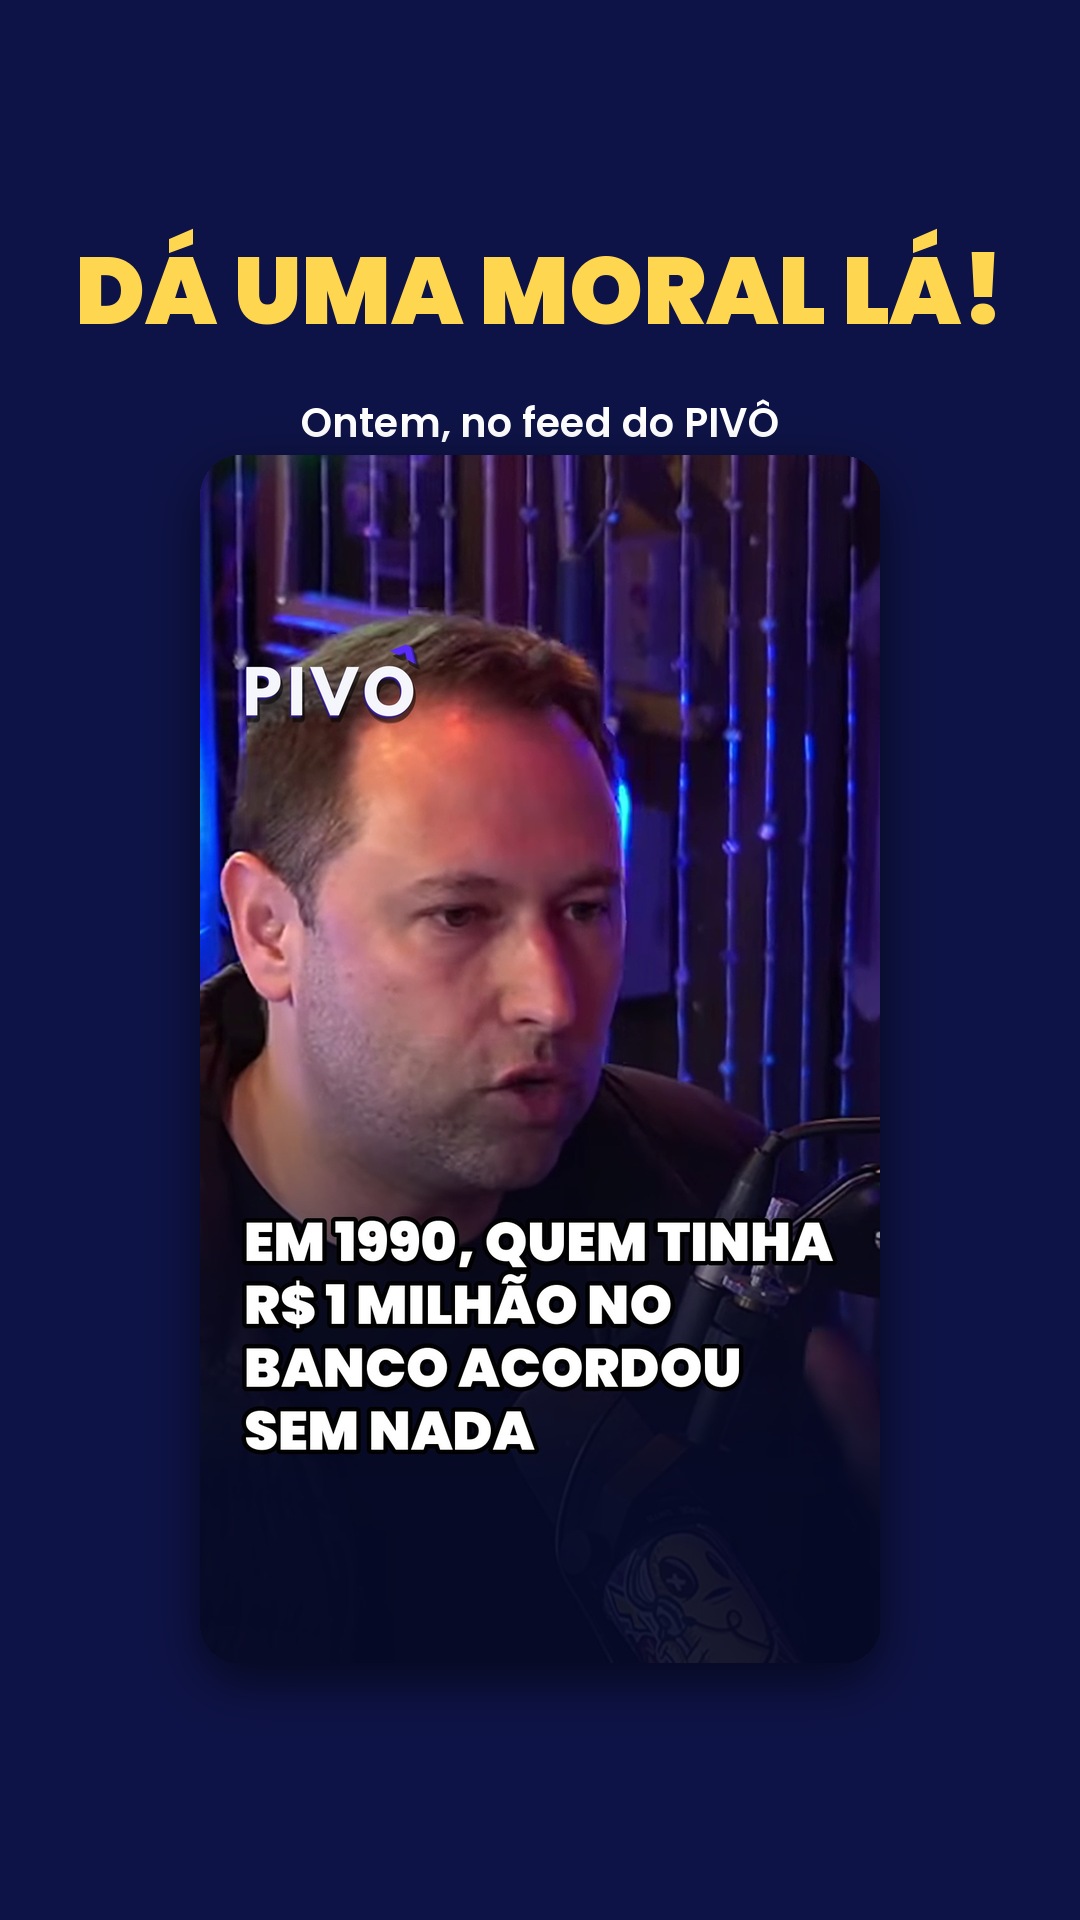 DÁ UMA MORAL LÁ!
Ontem, no feed do PIVÔ
PIVÔ
EM 1990, QUEM TINHA
R$ 1 MILHÃO NO
BANCO ACORDOU
SEM NADA